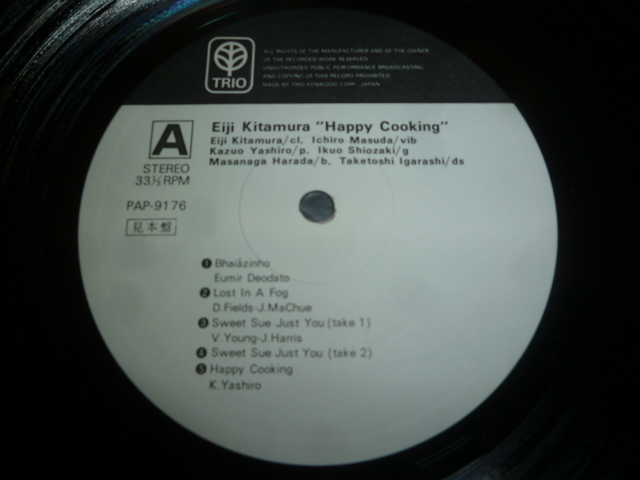 TRIO
ALL RIGHTS OF THE MANUFACTURER AND OF THE OWNER
OF THE RECORDED WORK RESERVED
UNAUTHORIZED PUBLIC PERFORMANCE BROADCASTING
AND COPYING OF THIS RECORD PROHIBITED
MADE BY TRIO-KENWOOD CORP. JAPAN
A
STEREO
33⅓ RPM
PAP-9176
見本盤
Eiji Kitamura "Happy Cooking"
Eiji Kitamura/cl, Ichiro Masuda/vib
Kazuo Yashiro/p, Ikuo Shiozaki/g
Masanaga Harada/b, Taketoshi Igarashi/ds
❶ Bhaiãzinho
Eumir Deodato
❷ Lost In A Fog
D.Fields-J.MaChue
❸ Sweet Sue Just You (take 1)
V.Young-J.Harris
❹ Sweet Sue Just You (take 2)
❺ Happy Cooking
K.Yashiro